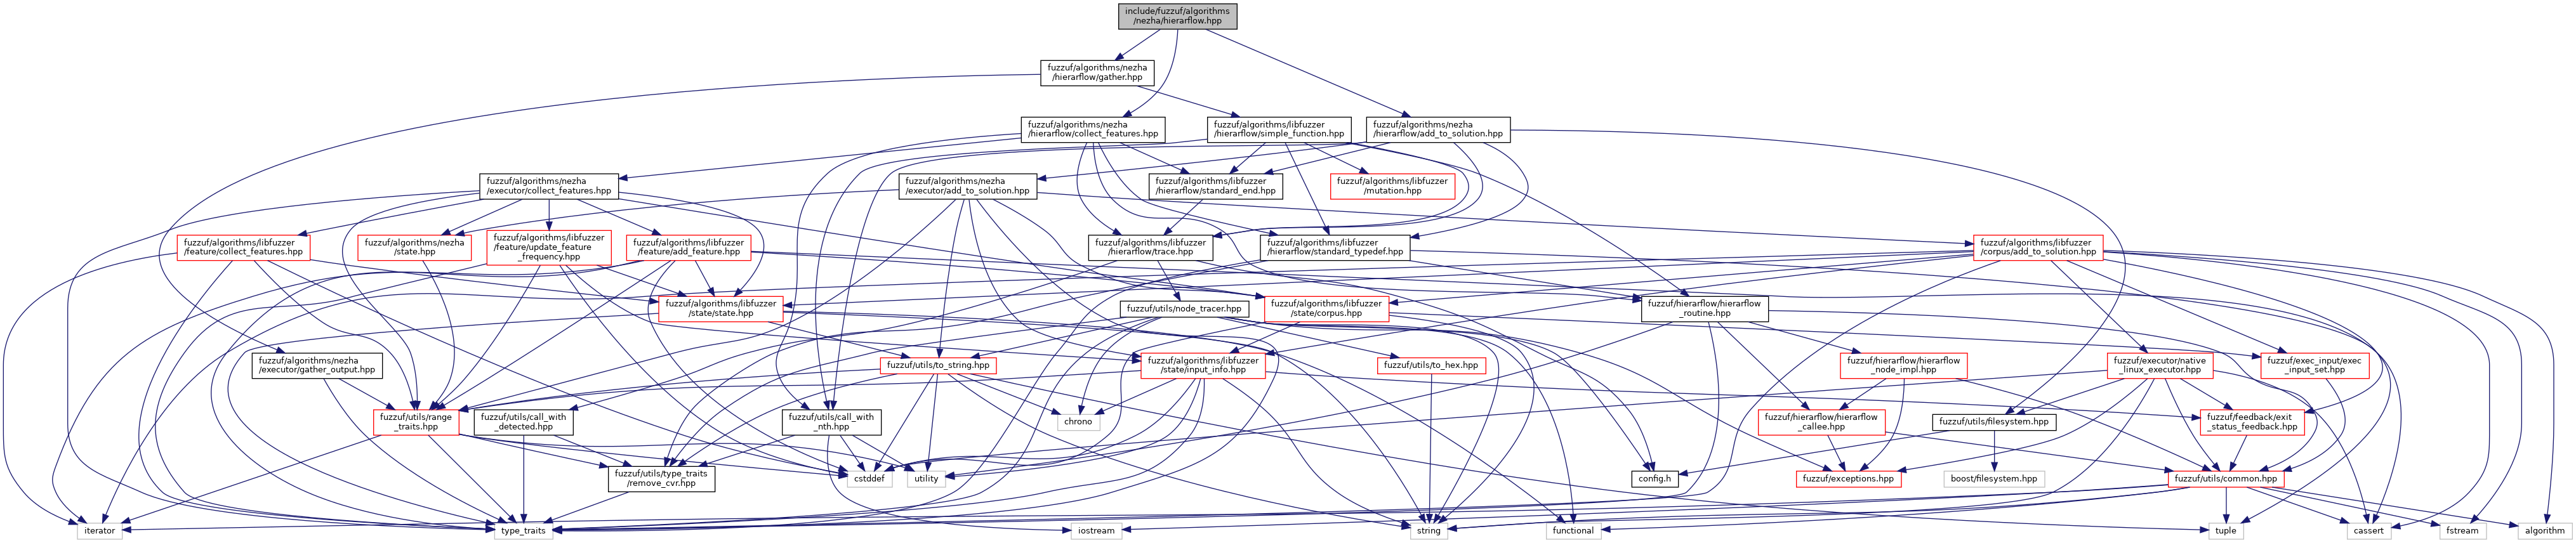 include/fuzzuf/algorithms
/nezha/hierarflow.hpp
fuzzuf/algorithms/nezha
/hierarflow/gather.hpp
fuzzuf/algorithms/nezha
/hierarflow/collect_features.hpp
fuzzuf/algorithms/libfuzzer
/hierarflow/simple_function.hpp
fuzzuf/algorithms/nezha
/hierarflow/add_to_solution.hpp
fuzzuf/algorithms/nezha
/executor/collect_features.hpp
fuzzuf/algorithms/nezha
/executor/add_to_solution.hpp
fuzzuf/algorithms/libfuzzer
/hierarflow/standard_end.hpp
fuzzuf/algorithms/libfuzzer
/mutation.hpp
fuzzuf/algorithms/libfuzzer
/feature/collect_features.hpp
fuzzuf/algorithms/nezha
/state.hpp
fuzzuf/algorithms/libfuzzer
/feature/update_feature
_frequency.hpp
fuzzuf/algorithms/libfuzzer
/feature/add_feature.hpp
fuzzuf/algorithms/libfuzzer
/hierarflow/trace.hpp
fuzzuf/algorithms/libfuzzer
/hierarflow/standard_typedef.hpp
fuzzuf/algorithms/libfuzzer
/corpus/add_to_solution.hpp
fuzzuf/algorithms/libfuzzer
/state/state.hpp
fuzzuf/utils/node_tracer.hpp
fuzzuf/algorithms/libfuzzer
/state/corpus.hpp
fuzzuf/hierarflow/hierarflow
_routine.hpp
fuzzuf/algorithms/nezha
/executor/gather_output.hpp
fuzzuf/utils/to_string.hpp
fuzzuf/algorithms/libfuzzer
/state/input_info.hpp
fuzzuf/utils/to_hex.hpp
fuzzuf/hierarflow/hierarflow
_node_impl.hpp
fuzzuf/executor/native
_linux_executor.hpp
fuzzuf/exec_input/exec
_input_set.hpp
fuzzuf/utils/range
_traits.hpp
fuzzuf/utils/call_with
_detected.hpp
fuzzuf/utils/call_with
_nth.hpp
chrono
fuzzuf/hierarflow/hierarflow
_callee.hpp
fuzzuf/utils/filesystem.hpp
fuzzuf/feedback/exit
_status_feedback.hpp
fuzzuf/utils/type_traits
/remove_cvr.hpp
cstddef
utility
config.h
fuzzuf/exceptions.hpp
boost/filesystem.hpp
fuzzuf/utils/common.hpp
iterator
type_traits
iostream
string
functional
tuple
cassert
fstream
algorithm